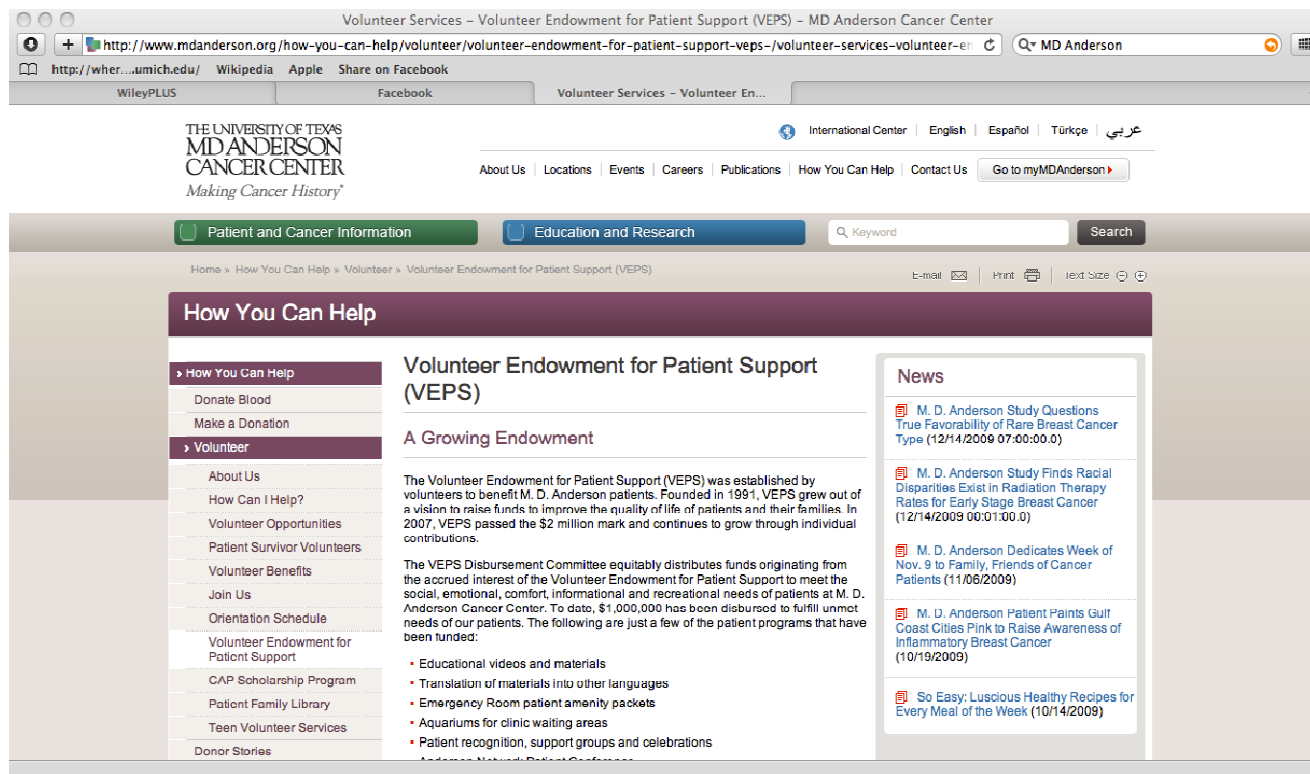 Volunteer Services – Volunteer Endowment for Patient Support (VEPS) – MD Anderson Cancer Center
http://www.mdanderson.org/how-you-can-help/volunteer/volunteer-endowment-for-patient-support-veps-/volunteer-services-volunteer-en
MD Anderson
http://wher....umich.edu/ Wikipedia Apple Share on Facebook
WileyPLUS Facebook Volunteer Services – Volunteer En...
THE UNIVERSITY OF TEXAS
MD ANDERSON
CANCER CENTER
Making Cancer History*
International Center English Español Türkçe عربي
About Us Locations Events Careers Publications How You Can Help Contact Us Go to myMDAnderson
Patient and Cancer Information Education and Research Keyword Search
Home » How You Can Help » Volunteer » Volunteer Endowment for Patient Support (VEPS)
E-mail Print Text Size
How You Can Help
How You Can Help
Donate Blood
Make a Donation
Volunteer
About Us
How Can I Help?
Volunteer Opportunities
Patient Survivor Volunteers
Volunteer Benefits
Join Us
Orientation Schedule
Volunteer Endowment for
Patient Support
CAP Scholarship Program
Patient Family Library
Teen Volunteer Services
Donor Stories
Volunteer Endowment for Patient Support
(VEPS)
A Growing Endowment
The Volunteer Endowment for Patient Support (VEPS) was established by
volunteers to benefit M. D. Anderson patients. Founded in 1991, VEPS grew out of
a vision to raise funds to improve the quality of life of patients and their families. In
2007, VEPS passed the $2 million mark and continues to grow through individual
contributions.
The VEPS Disbursement Committee equitably distributes funds originating from
the accrued interest of the Volunteer Endowment for Patient Support to meet the
social, emotional, comfort, informational and recreational needs of patients at M. D.
Anderson Cancer Center. To date, $1,000,000 has been disbursed to fulfill unmet
needs of our patients. The following are just a few of the patient programs that have
been funded:
Educational videos and materials
Translation of materials into other languages
Emergency Room patient amenity packets
Aquariums for clinic waiting areas
Patient recognition, support groups and celebrations
Anderson Network Patient Conference
News
M. D. Anderson Study Questions
True Favorability of Rare Breast Cancer
Type (12/14/2009 07:00:00.0)
M. D. Anderson Study Finds Racial
Disparities Exist in Radiation Therapy
Rates for Early Stage Breast Cancer
(12/14/2009 00:01:00.0)
M. D. Anderson Dedicates Week of
Nov. 9 to Family, Friends of Cancer
Patients (11/06/2009)
M. D. Anderson Patient Paints Gulf
Coast Cities Pink to Raise Awareness of
Inflammatory Breast Cancer
(10/19/2009)
So Easy: Luscious Healthy Recipes for
Every Meal of the Week (10/14/2009)